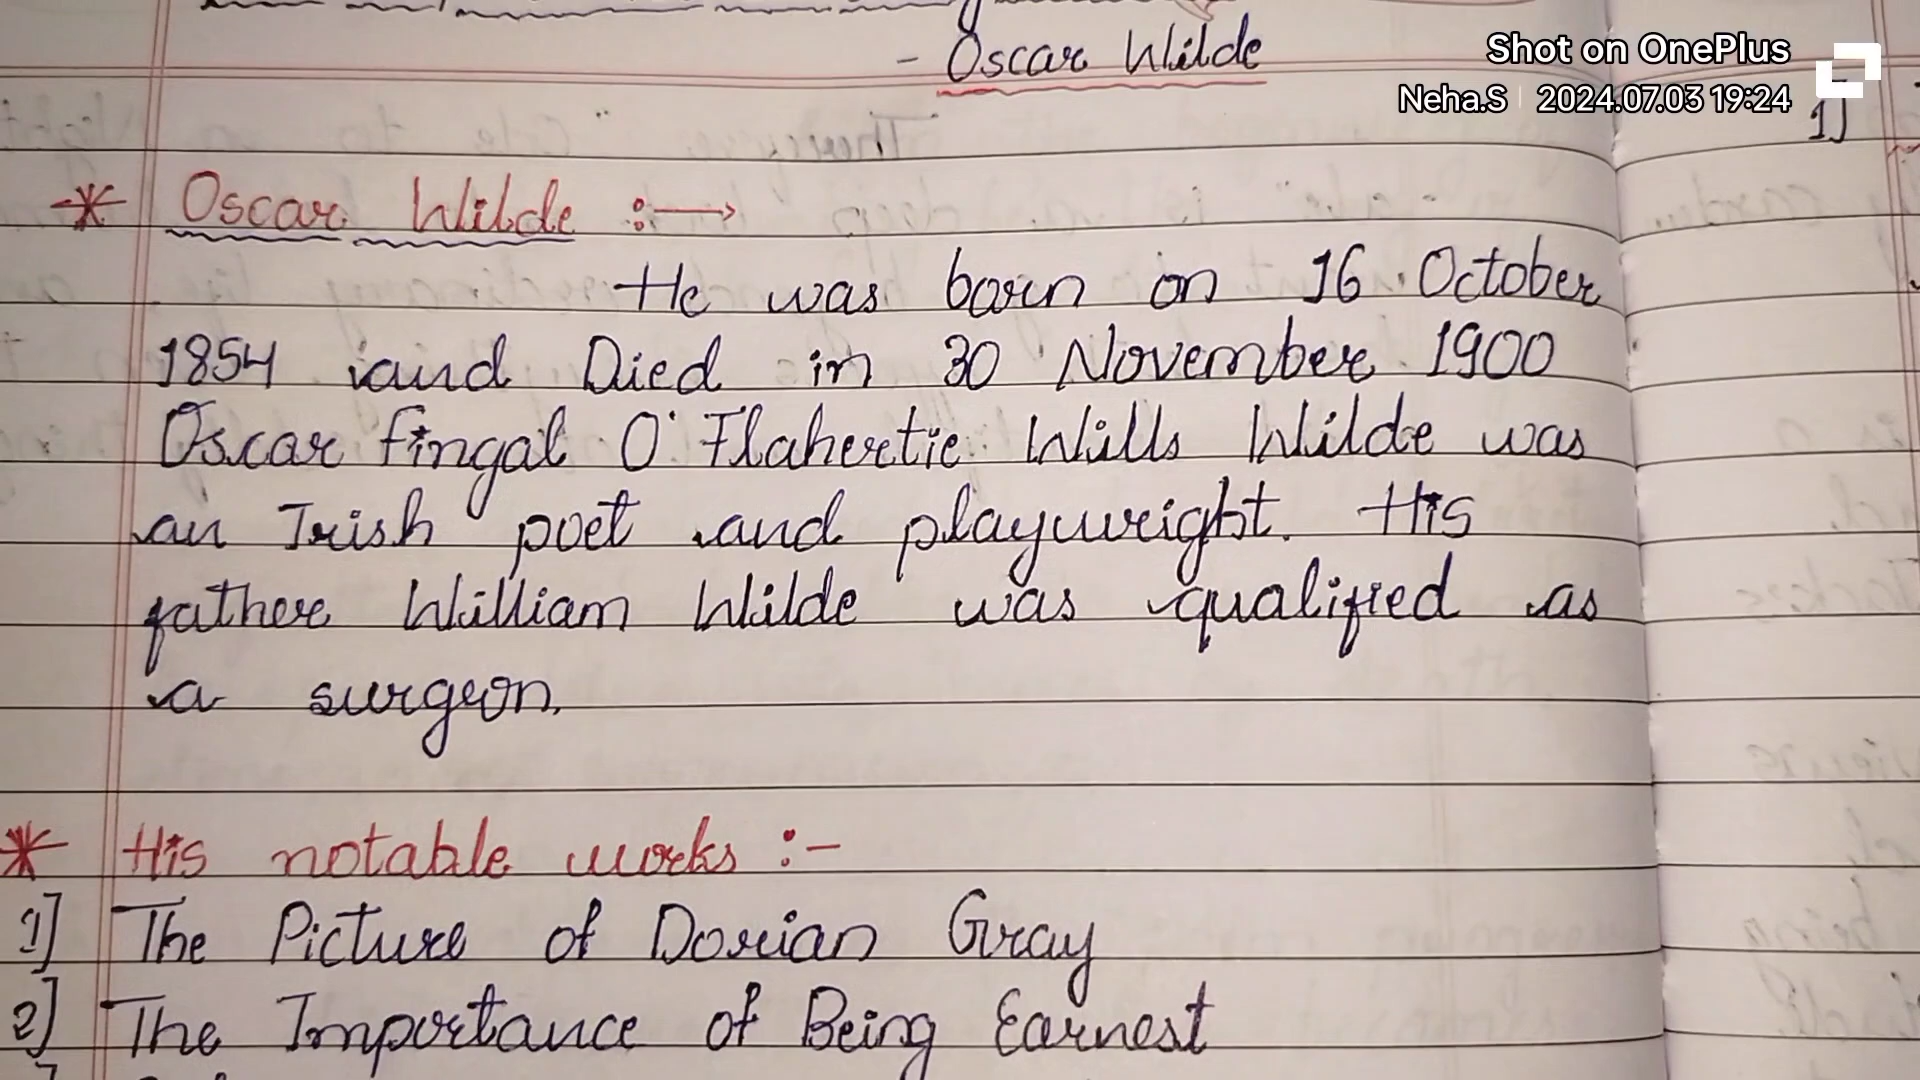 - Oscar Wilde
Shot on OnePlus
Neha.S | 2024.07.03 19:24
1]
* Oscar Wilde :→
He was born on 16 October
1854 and Died in 30 November 1900
Oscar fingal O'Flahertie Wills Wilde was
an Irish poet and playwright. His
father William Wilde was qualified as
a surgeon.
* His notable works :-
1] The Picture of Dorian Gray
2] The Importance of Being Earnest